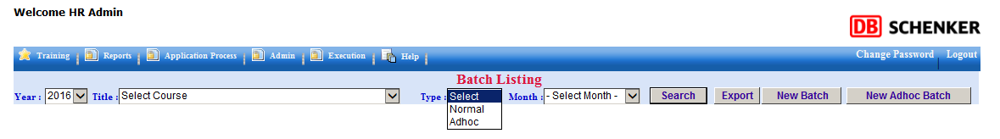 Welcome HR Admin
DB SCHENKER
Training Reports Application Process Admin Execution Help Change Password Logout
Batch Listing
Year : 2016 Title : Select Course Type : Select Month : - Select Month - Search Export New Batch New Adhoc Batch
Normal
Adhoc